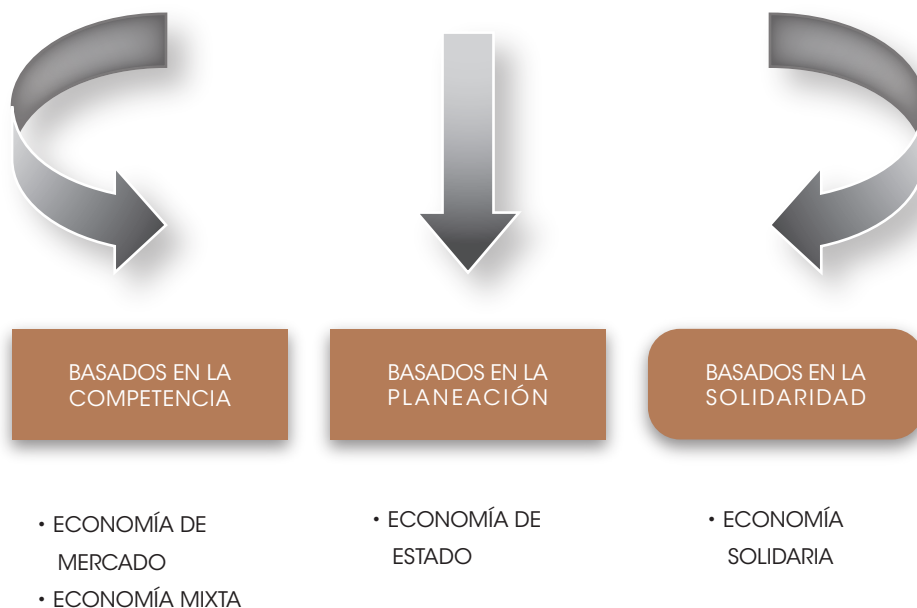 BASADOS EN LA
COMPETENCIA
BASADOS EN LA
PLANEACIÓN
BASADOS EN LA
SOLIDARIDAD
• ECONOMÍA DE
MERCADO
• ECONOMÍA MIXTA
• ECONOMÍA DE
ESTADO
• ECONOMÍA
SOLIDARIA